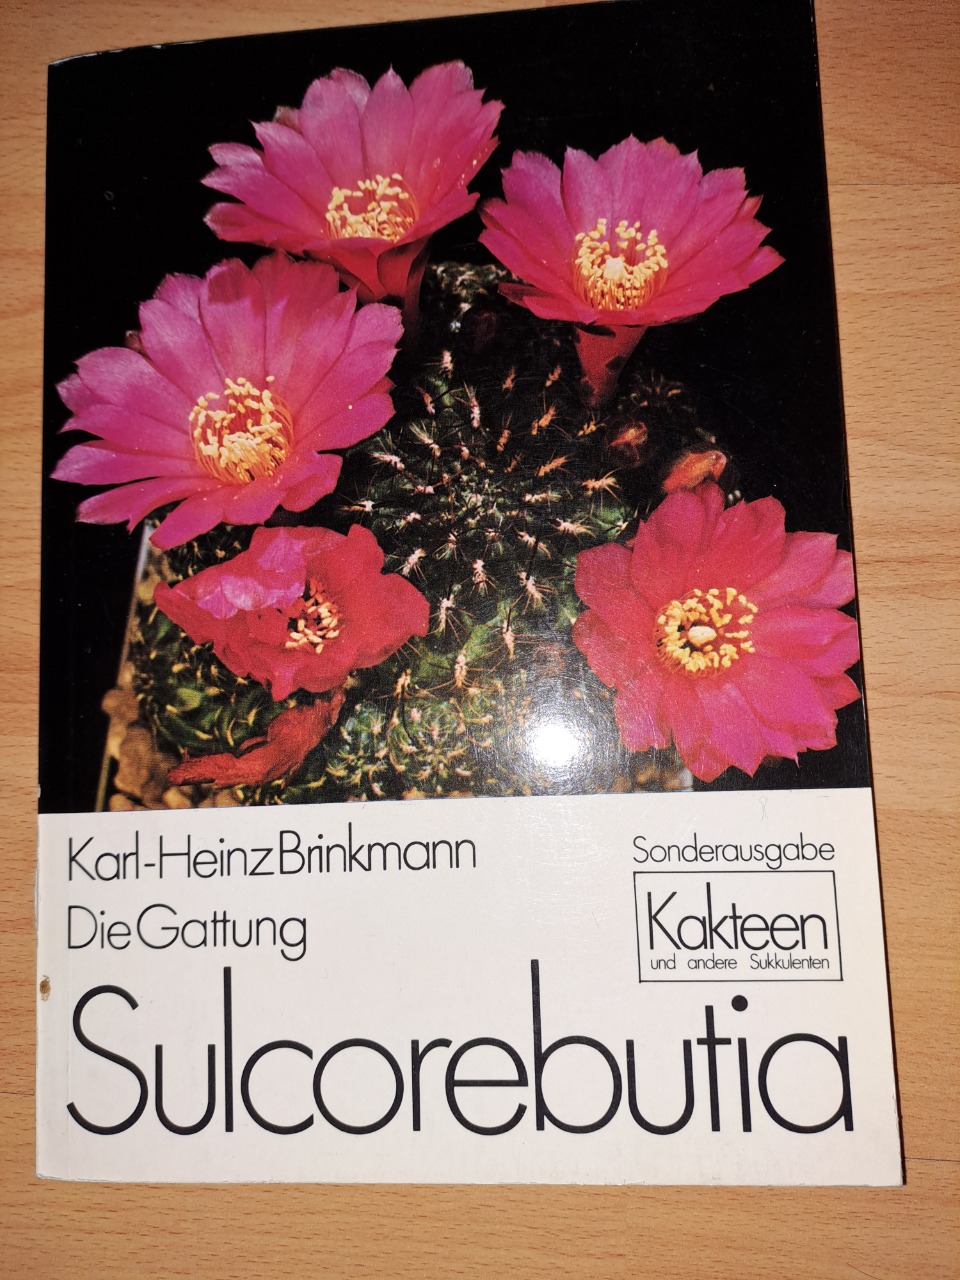 Karl-Heinz Brinkmann
Die Gattung
Sulcorebutia
Sonderausgabe
Kakteen
und andere Sukkulenten